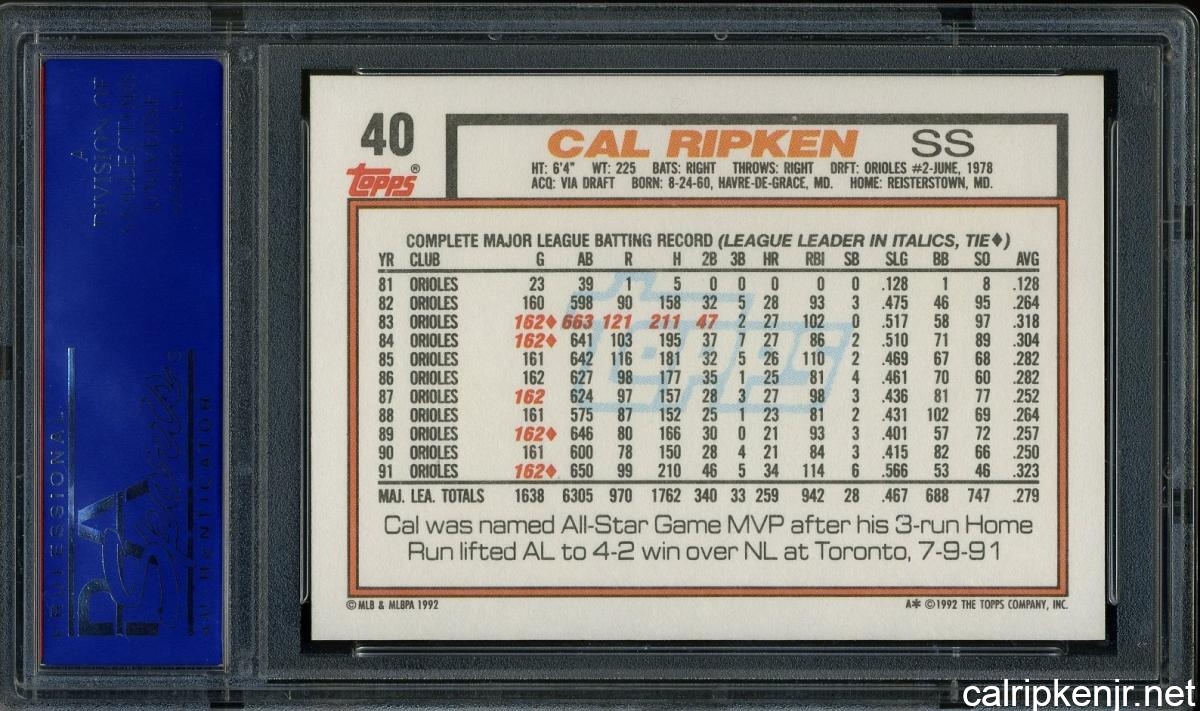 40
CAL RIPKEN SS
topps®
HT: 6'4" WT: 225 BATS: RIGHT THROWS: RIGHT DRFT: ORIOLES #2-JUNE, 1978
ACQ: VIA DRAFT BORN: 8-24-60, HAVRE-DE-GRACE, MD. HOME: REISTERSTOWN, MD.
COMPLETE MAJOR LEAGUE BATTING RECORD (LEAGUE LEADER IN ITALICS, TIE♦)
YR CLUB G AB R H 2B 3B HR RBI SB SLG BB SO AVG
81 ORIOLES 23 39 1 5 0 0 0 0 0 .128 1 8 .128
82 ORIOLES 160 598 90 158 32 5 28 93 3 .475 46 95 .264
83 ORIOLES 162♦ 663 121 211 47 2 27 102 0 .517 58 97 .318
84 ORIOLES 162♦ 641 103 195 37 7 27 86 2 .510 71 89 .304
85 ORIOLES 161 642 116 181 32 5 26 110 2 .469 67 68 .282
86 ORIOLES 162 627 98 177 35 1 25 81 4 .461 70 60 .282
87 ORIOLES 162 624 97 157 28 3 27 98 3 .436 81 77 .252
88 ORIOLES 161 575 87 152 25 1 23 81 2 .431 102 69 .264
89 ORIOLES 162♦ 646 80 166 30 0 21 93 3 .401 57 72 .257
90 ORIOLES 161 600 78 150 28 4 21 84 3 .415 82 66 .250
91 ORIOLES 162♦ 650 99 210 46 5 34 114 6 .566 53 46 .323
MAJ. LEA. TOTALS 1638 6305 970 1762 340 33 259 942 28 .467 688 747 .279
topps
Cal was named All-Star Game MVP after his 3-run Home
Run lifted AL to 4-2 win over NL at Toronto, 7-9-91
© MLB & MLBPA 1992
A* ©1992 THE TOPPS COMPANY, INC.
A
DIVISION OF
COLLECTORS
UNIVERSE
PROFESSIONAL
PSA
Sports
AUTHENTICATOR
calripkenjr.net